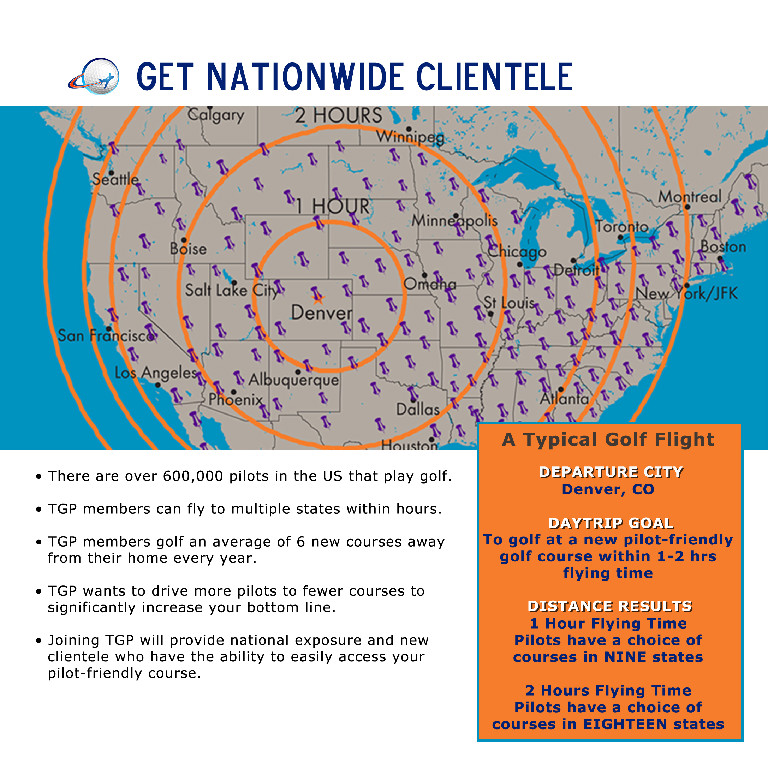 GET NATIONWIDE CLIENTELE
Calgary
2 HOURS
Winnipeg
Seattle
Montreal
1 HOUR
Minneapolis
Toronto
Boise
Chicago
Boston
Detroit
Salt Lake City
Omaha
New York/JFK
St Louis
Denver
San Francisco
Los Angeles
Albuquerque
Phoenix
Atlanta
Dallas
Houston
• There are over 600,000 pilots in the US that play golf.
• TGP members can fly to multiple states within hours.
• TGP members golf an average of 6 new courses away
from their home every year.
• TGP wants to drive more pilots to fewer courses to
significantly increase your bottom line.
• Joining TGP will provide national exposure and new
clientele who have the ability to easily access your
pilot-friendly course.
A Typical Golf Flight
DEPARTURE CITY
Denver, CO
DAYTRIP GOAL
To golf at a new pilot-friendly
golf course within 1-2 hrs
flying time
DISTANCE RESULTS
1 Hour Flying Time
Pilots have a choice of
courses in NINE states
2 Hours Flying Time
Pilots have a choice of
courses in EIGHTEEN states